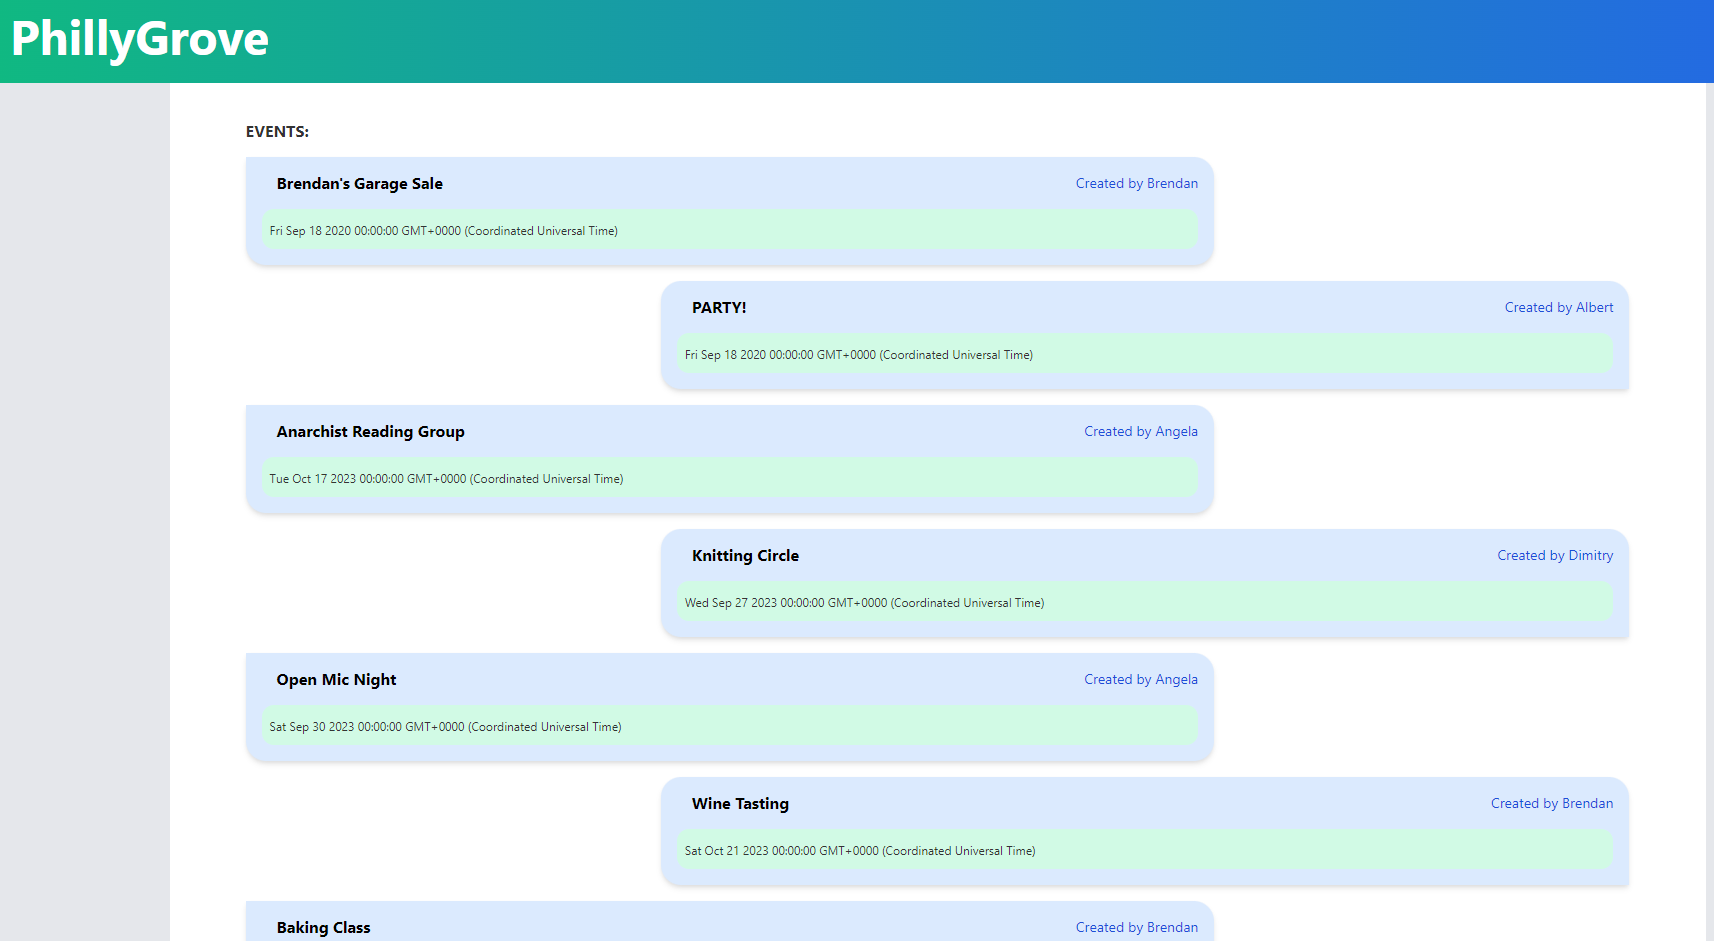 PhillyGrove
EVENTS:
Brendan's Garage Sale Created by Brendan
Fri Sep 18 2020 00:00:00 GMT+0000 (Coordinated Universal Time)
PARTY! Created by Albert
Fri Sep 18 2020 00:00:00 GMT+0000 (Coordinated Universal Time)
Anarchist Reading Group Created by Angela
Tue Oct 17 2023 00:00:00 GMT+0000 (Coordinated Universal Time)
Knitting Circle Created by Dimitry
Wed Sep 27 2023 00:00:00 GMT+0000 (Coordinated Universal Time)
Open Mic Night Created by Angela
Sat Sep 30 2023 00:00:00 GMT+0000 (Coordinated Universal Time)
Wine Tasting Created by Brendan
Sat Oct 21 2023 00:00:00 GMT+0000 (Coordinated Universal Time)
Baking Class Created by Brendan